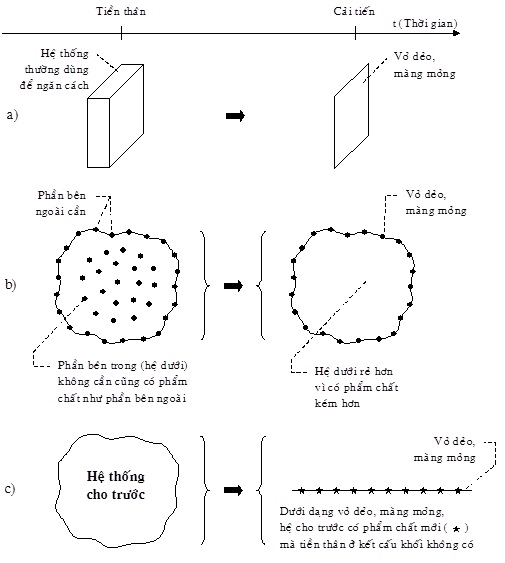 Tiền thân
Cải tiến
t (Thời gian)
Hệ thống
thường dùng
để ngăn cách
Vỏ dẻo,
màng mỏng
a)
Phần bên
ngoài cần
Vỏ dẻo,
màng mỏng
b)
Phần bên trong (hệ dưới)
không cần cũng có phẩm
chất như phần bên ngoài
Hệ dưới rẻ hơn
vì có phẩm chất
kém hơn
Hệ thống
cho trước
Vỏ dẻo,
màng mỏng
c)
Dưới dạng vỏ dẻo, màng mỏng,
hệ cho trước có phẩm chất mới ( ★ )
mà tiền thân ở kết cấu khối không có